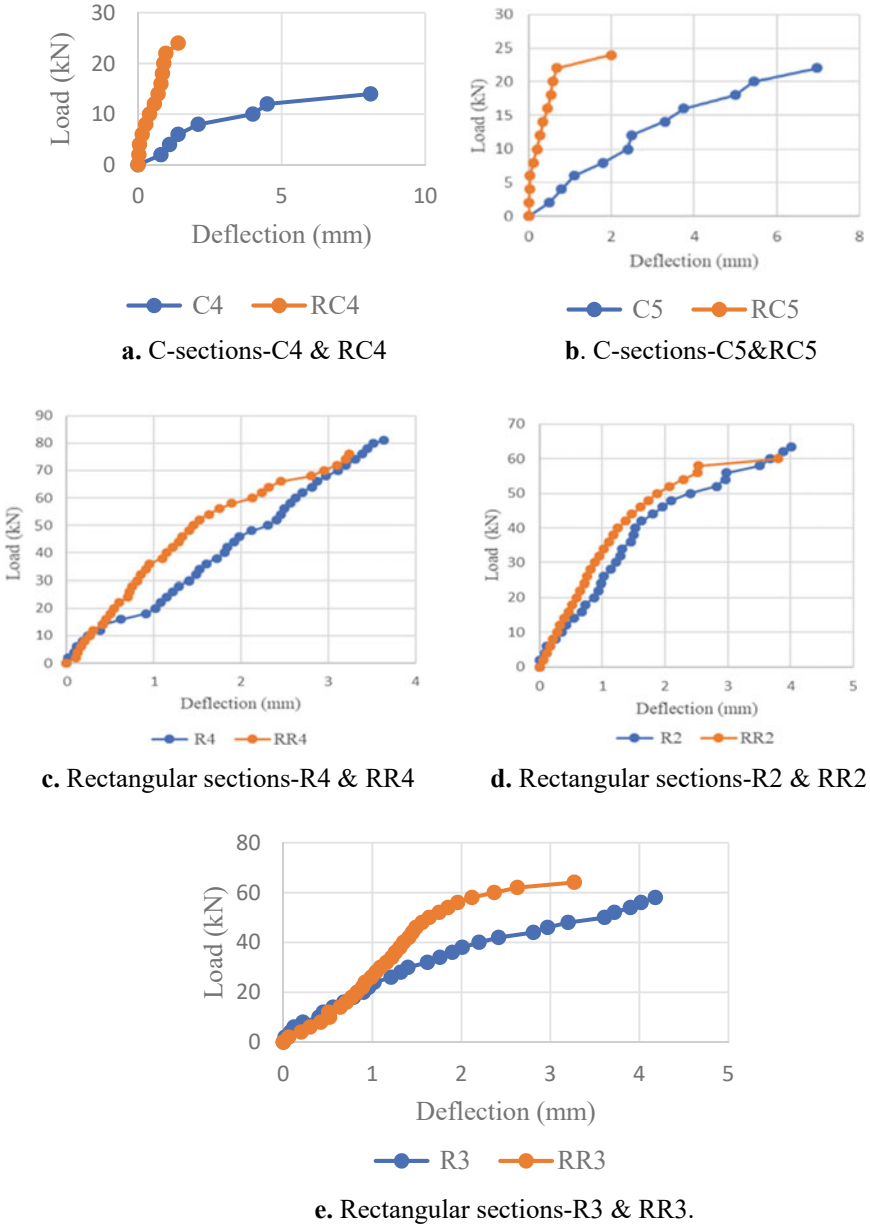 30
20
10
0
Load (kN)
0 5 10
Deflection (mm)
C4 RC4
a. C-sections-C4 & RC4
30
25
20
15
10
5
0
Load (kN)
0 2 4 6 8
Deflection (mm)
C5 RC5
b. C-sections-C5&RC5
90
80
70
60
50
40
30
20
10
0
Load (kN)
0 1 2 3 4
Deflection (mm)
R4 RR4
c. Rectangular sections-R4 & RR4
70
60
50
40
30
20
10
0
Load (kN)
0 1 2 3 4 5
Deflection (mm)
R2 RR2
d. Rectangular sections-R2 & RR2
80
60
40
20
0
Load (kN)
0 1 2 3 4 5
Deflection (mm)
R3 RR3
e. Rectangular sections-R3 & RR3.